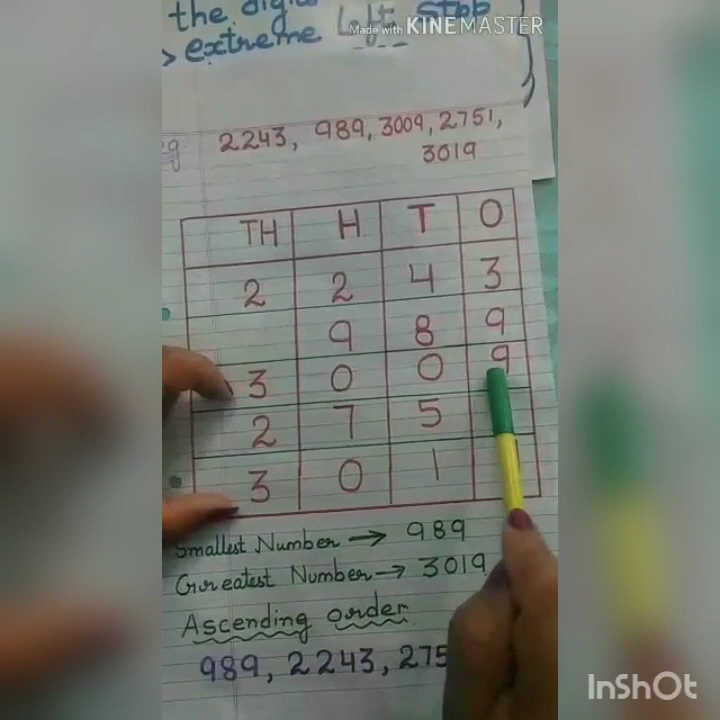 the
Made with KINEMASTER
> extreme left
2243, 989, 3009, 2751,
3019
TH H T O
2 2 4 3
9 8 9
3 0 0 9
2 7 5
3 0 1
Smallest Number → 989
Greatest Number → 3019
Ascending order
989, 2243, 275
InShOt